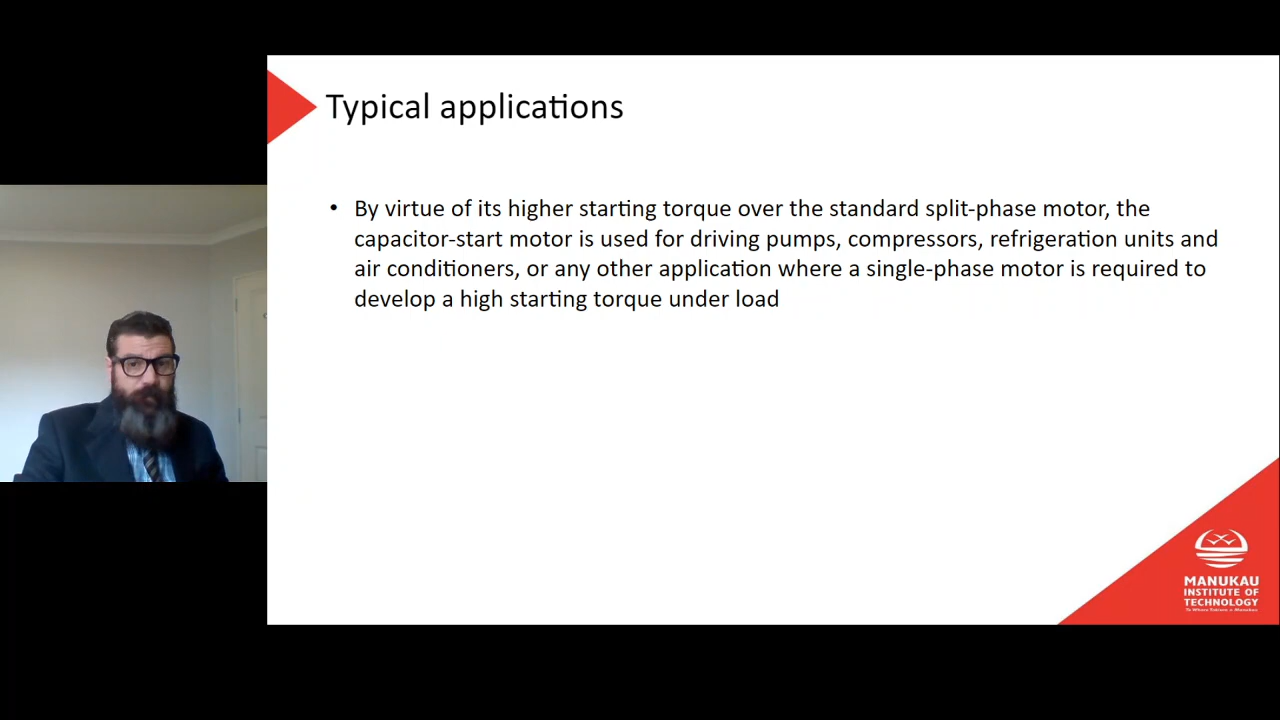 Typical applications
• By virtue of its higher starting torque over the standard split-phase motor, the
capacitor-start motor is used for driving pumps, compressors, refrigeration units and
air conditioners, or any other application where a single-phase motor is required to
develop a high starting torque under load
MANUKAU
INSTITUTE OF
TECHNOLOGY